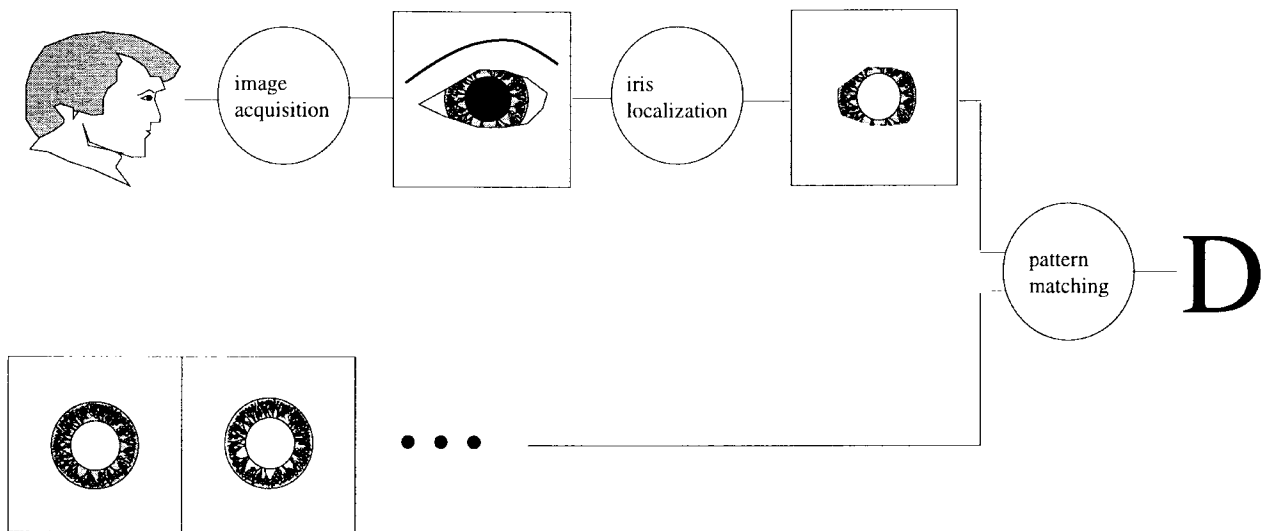 image
acquisition
iris
localization
pattern
matching
D